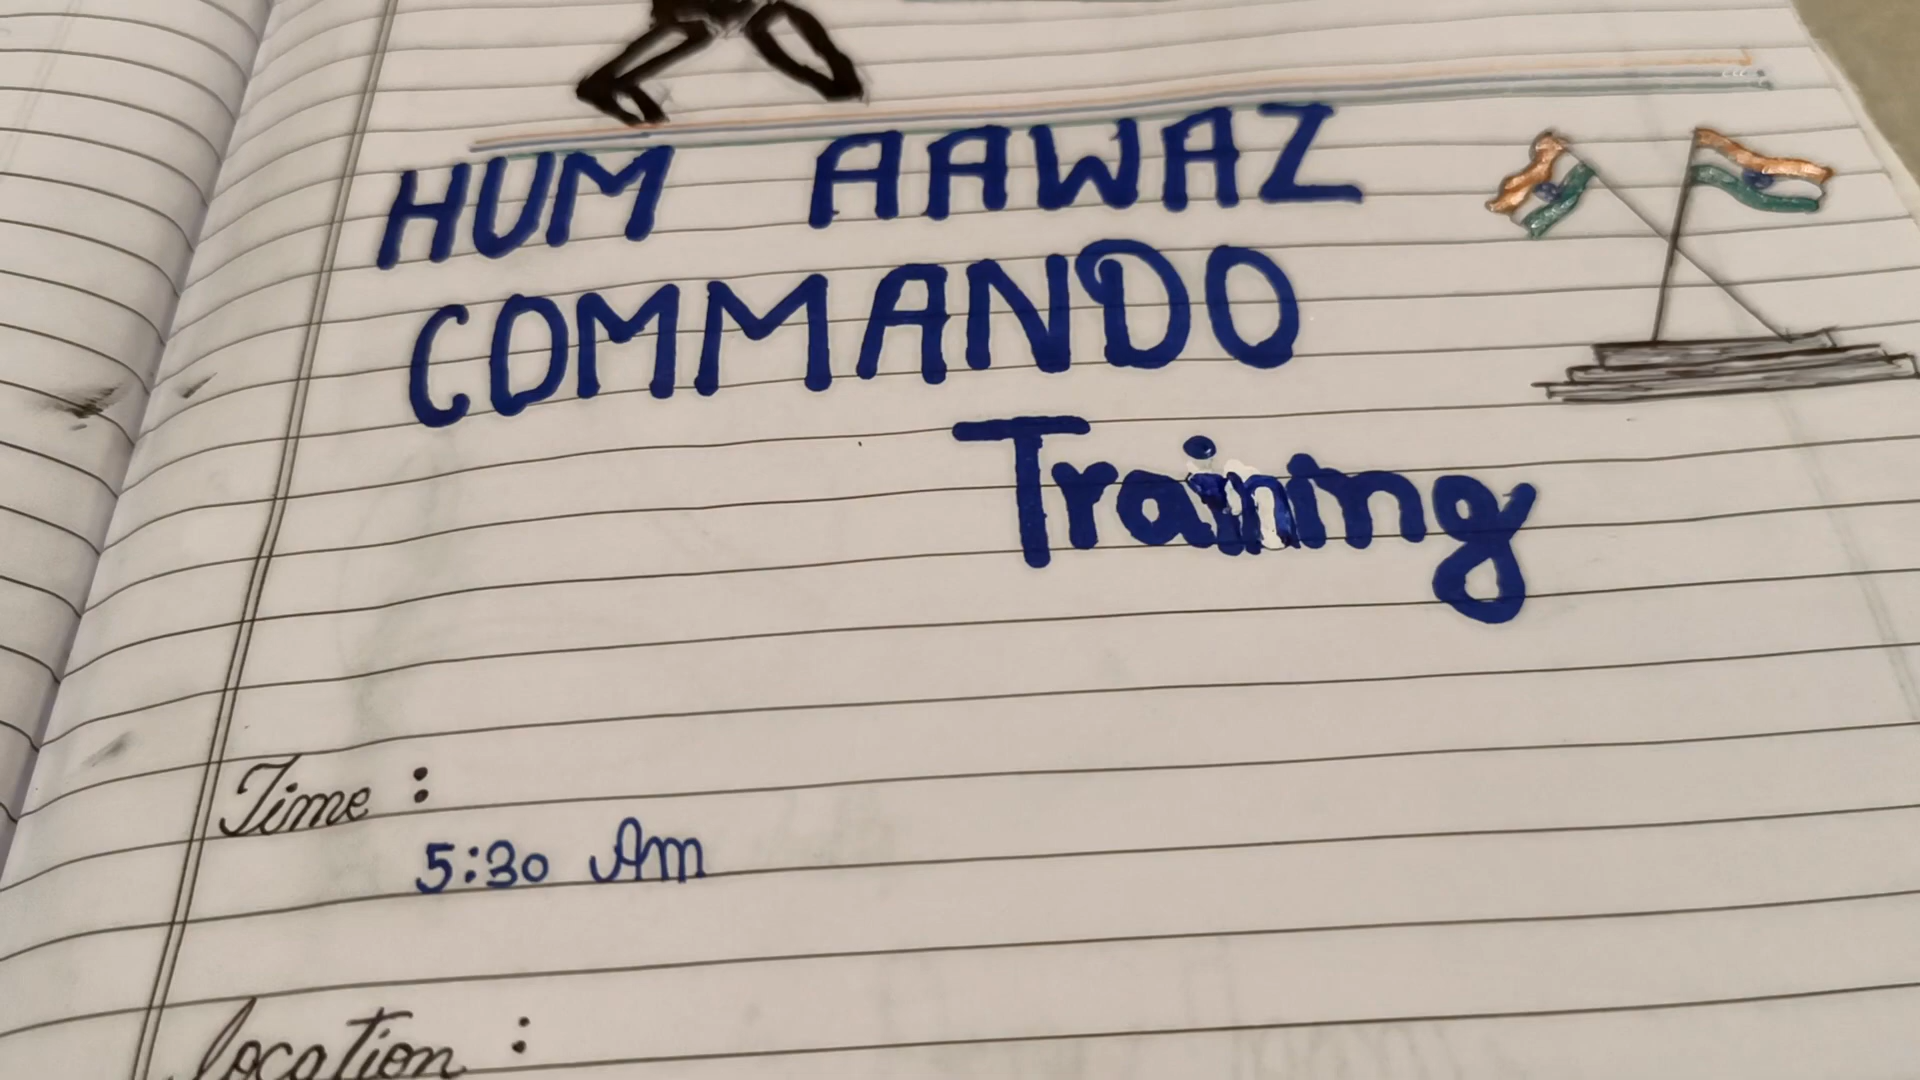 HUM AAWAZ
COMMANDO
Training
Time :
5:30 Am
location :